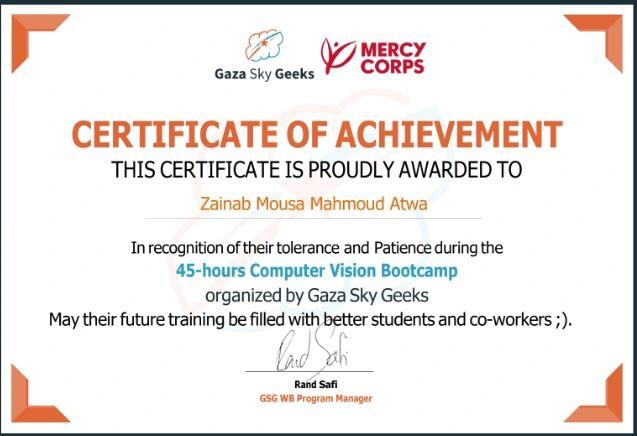 Gaza Sky Geeks
MERCY
CORPS
CERTIFICATE OF ACHIEVEMENT
THIS CERTIFICATE IS PROUDLY AWARDED TO
Zainab Mousa Mahmoud Atwa
In recognition of their tolerance and Patience during the
45-hours Computer Vision Bootcamp
organized by Gaza Sky Geeks
May their future training be filled with better students and co-workers ;).
Rand Safi
Rand Safi
GSG WB Program Manager